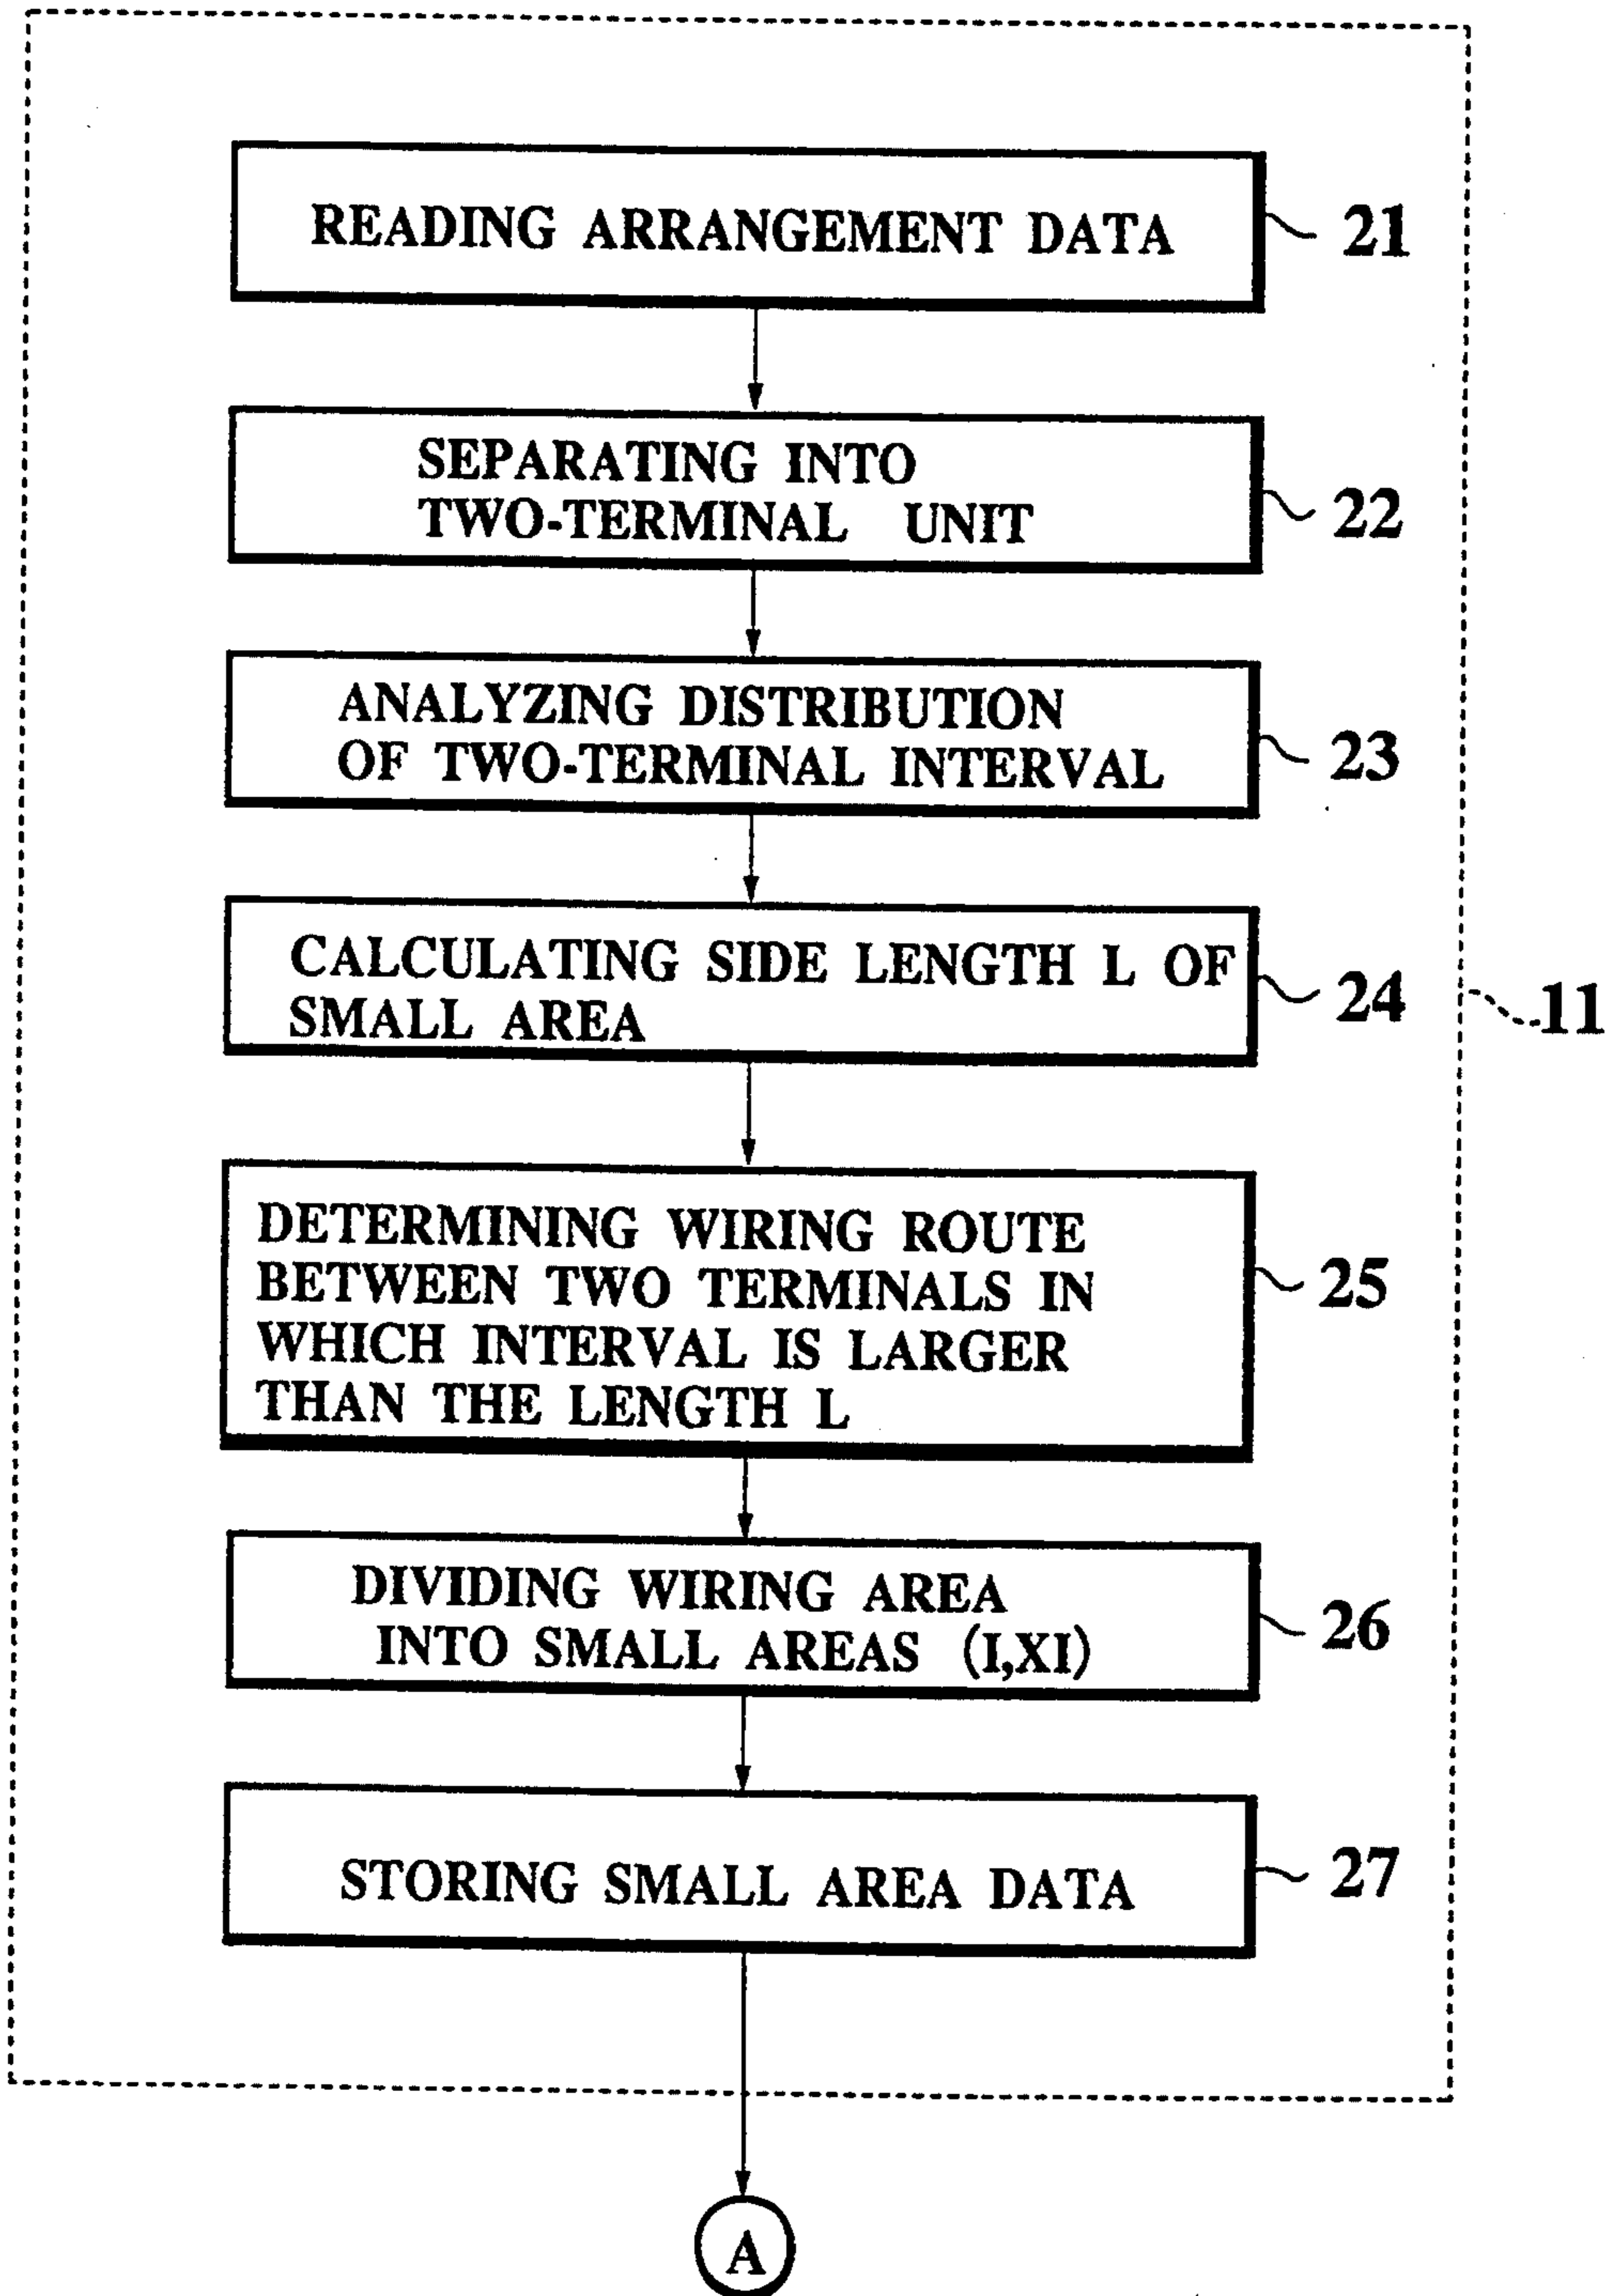 READING ARRANGEMENT DATA
21
SEPARATING INTO
TWO-TERMINAL UNIT
22
ANALYZING DISTRIBUTION
OF TWO-TERMINAL INTERVAL
23
CALCULATING SIDE LENGTH L OF
SMALL AREA
24
11
DETERMINING WIRING ROUTE
BETWEEN TWO TERMINALS IN
WHICH INTERVAL IS LARGER
THAN THE LENGTH L
25
DIVIDING WIRING AREA
INTO SMALL AREAS (I,XI)
26
STORING SMALL AREA DATA
27
A